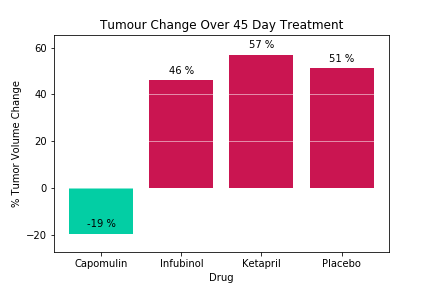 Tumour Change Over 45 Day Treatment
% Tumor Volume Change
60
40
20
0
−20
-19 %
46 %
57 %
51 %
Capomulin
Infubinol
Ketapril
Placebo
Drug